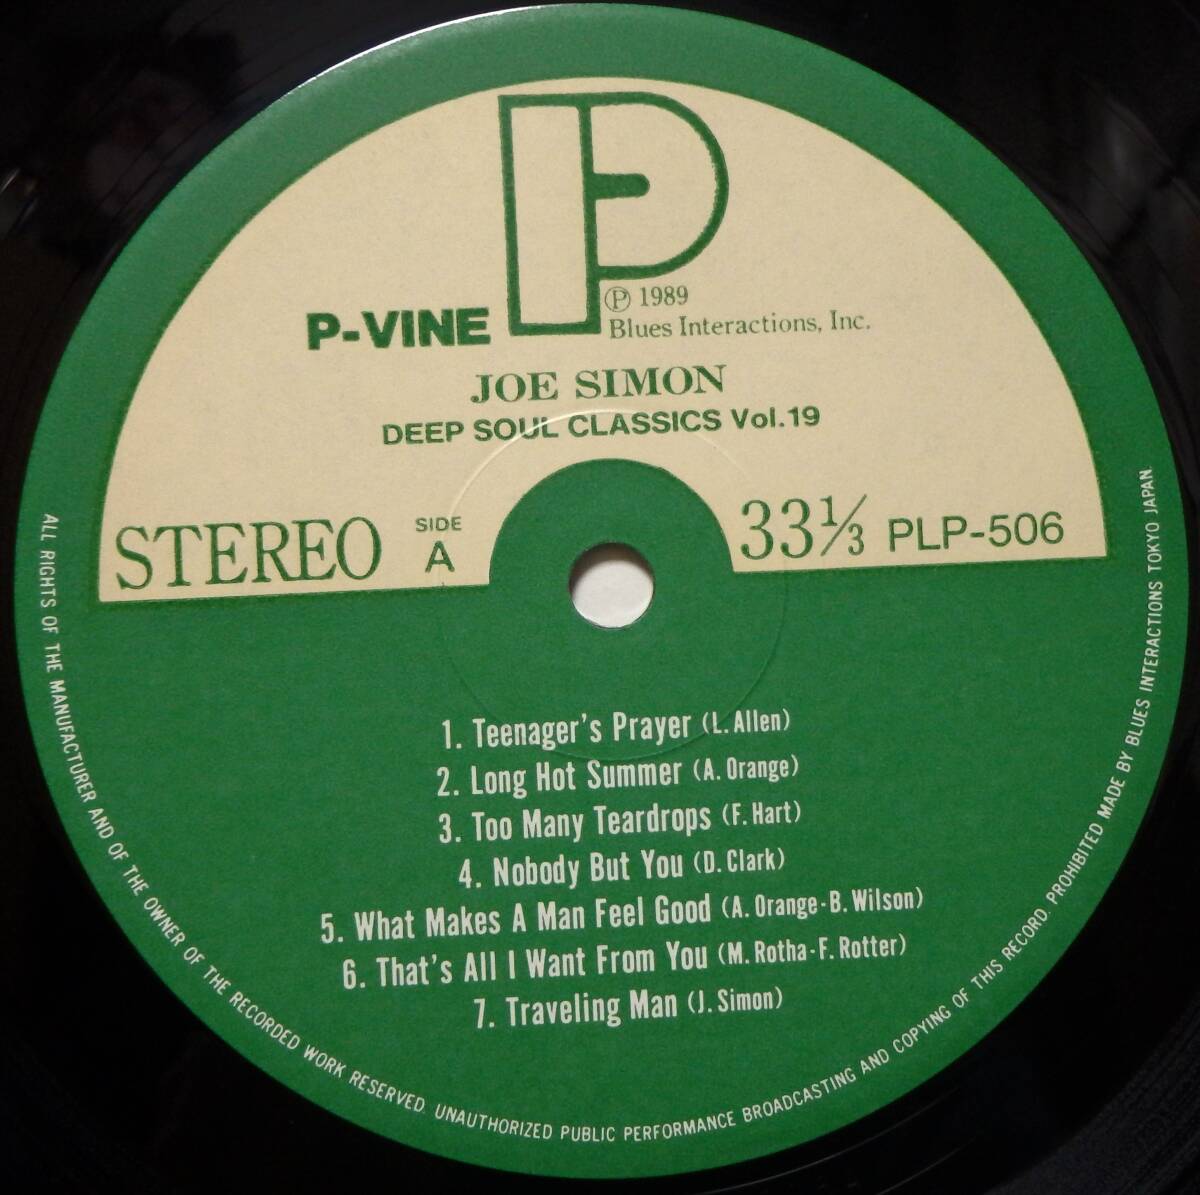 P
P-VINE
Ⓟ 1989
Blues Interactions, Inc.
JOE SIMON
DEEP SOUL CLASSICS Vol.19
STEREO
SIDE
A
33⅓ PLP-506
1. Teenager's Prayer (L. Allen)
2. Long Hot Summer (A. Orange)
3. Too Many Teardrops (F. Hart)
4. Nobody But You (D. Clark)
5. What Makes A Man Feel Good (A. Orange-B. Wilson)
6. That's All I Want From You (M. Rotha-F. Rotter)
7. Traveling Man (J. Simon)
ALL RIGHTS OF THE MANUFACTURER AND OF THE OWNER OF THE RECORDED WORK RESERVED. UNAUTHORIZED PUBLIC PERFORMANCE BROADCASTING AND COPYING OF THIS RECORD. PROHIBITED MADE BY BLUES INTERACTIONS TOKYO JAPAN.